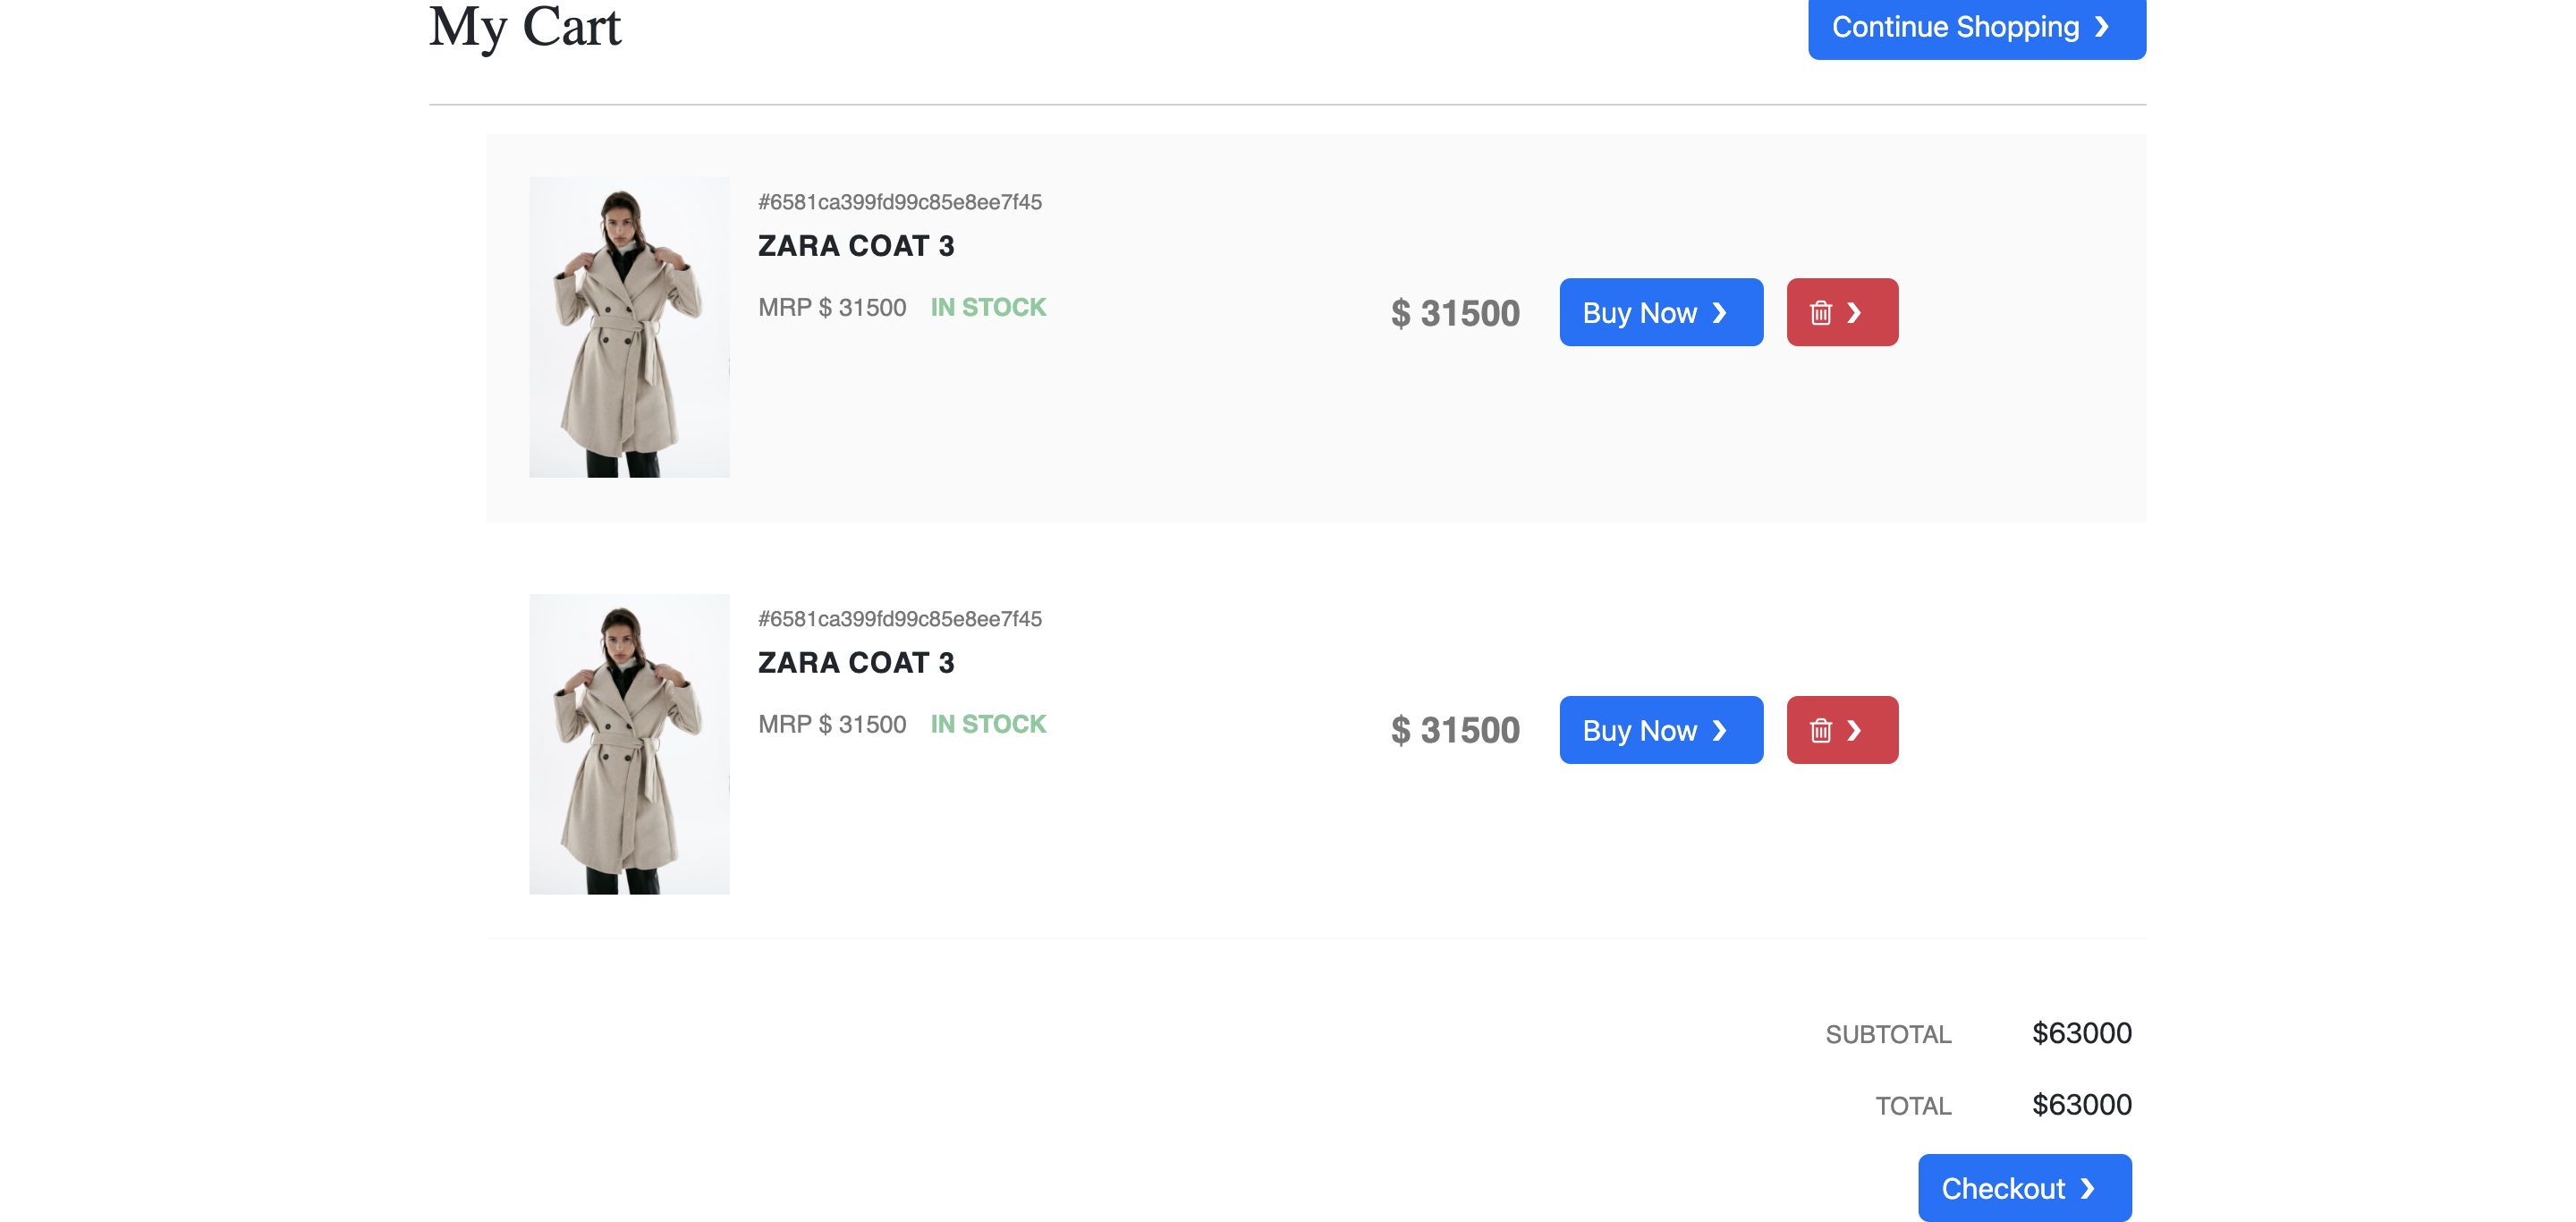 My Cart
Continue Shopping ❯
#6581ca399fd99c85e8ee7f45
ZARA COAT 3
MRP $ 31500 IN STOCK
$ 31500
Buy Now ❯
❯
#6581ca399fd99c85e8ee7f45
ZARA COAT 3
MRP $ 31500 IN STOCK
$ 31500
Buy Now ❯
❯
SUBTOTAL $63000
TOTAL $63000
Checkout ❯